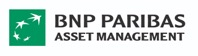 BNP PARIBAS
ASSET MANAGEMENT